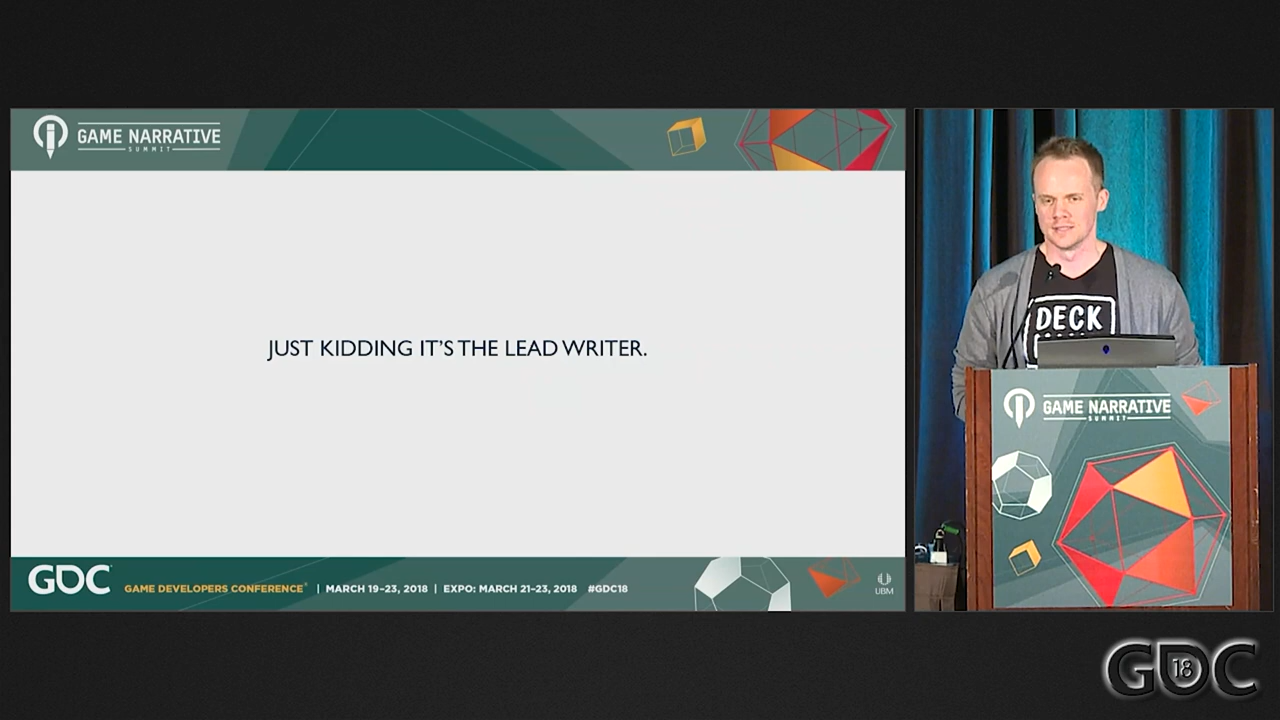 GAME NARRATIVE
SUMMIT
JUST KIDDING IT'S THE LEAD WRITER.
GDC GAME DEVELOPERS CONFERENCE® | MARCH 19–23, 2018 | EXPO: MARCH 21–23, 2018 #GDC18
UBM
DECK
GAME NARRATIVE
SUMMIT
GDC 18